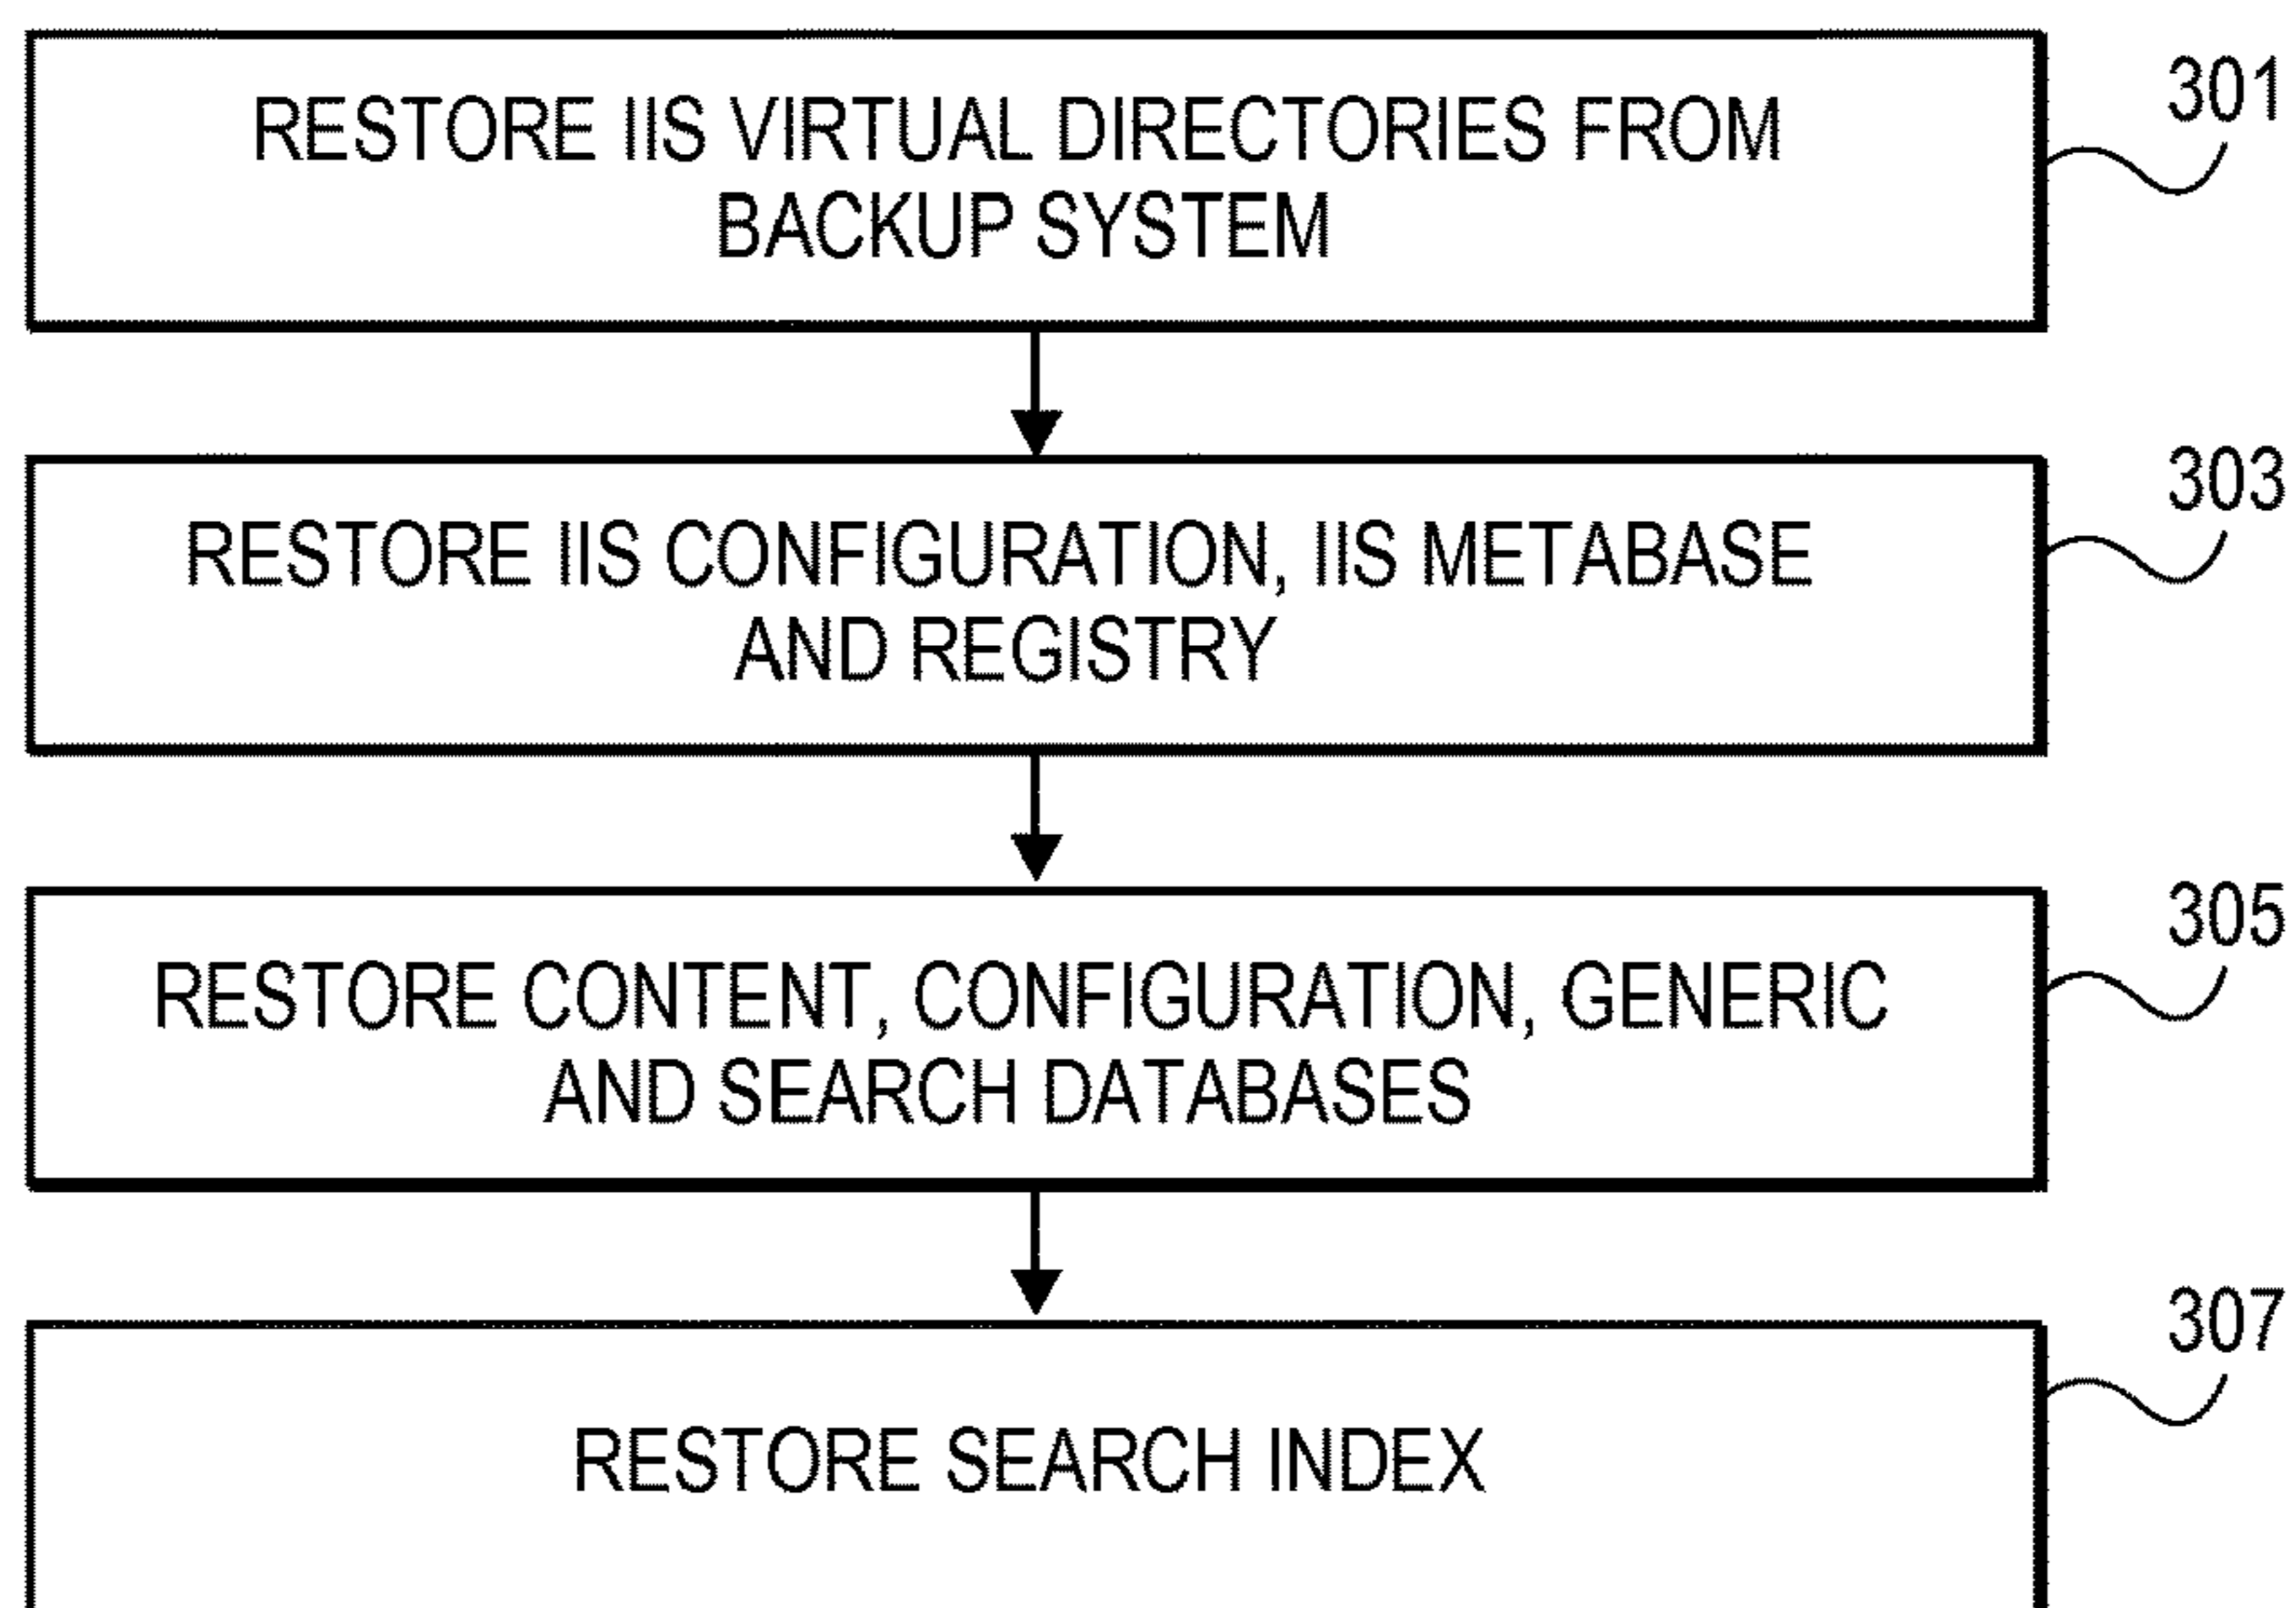 301
RESTORE IIS VIRTUAL DIRECTORIES FROM
BACKUP SYSTEM
303
RESTORE IIS CONFIGURATION, IIS METABASE
AND REGISTRY
305
RESTORE CONTENT, CONFIGURATION, GENERIC
AND SEARCH DATABASES
307
RESTORE SEARCH INDEX